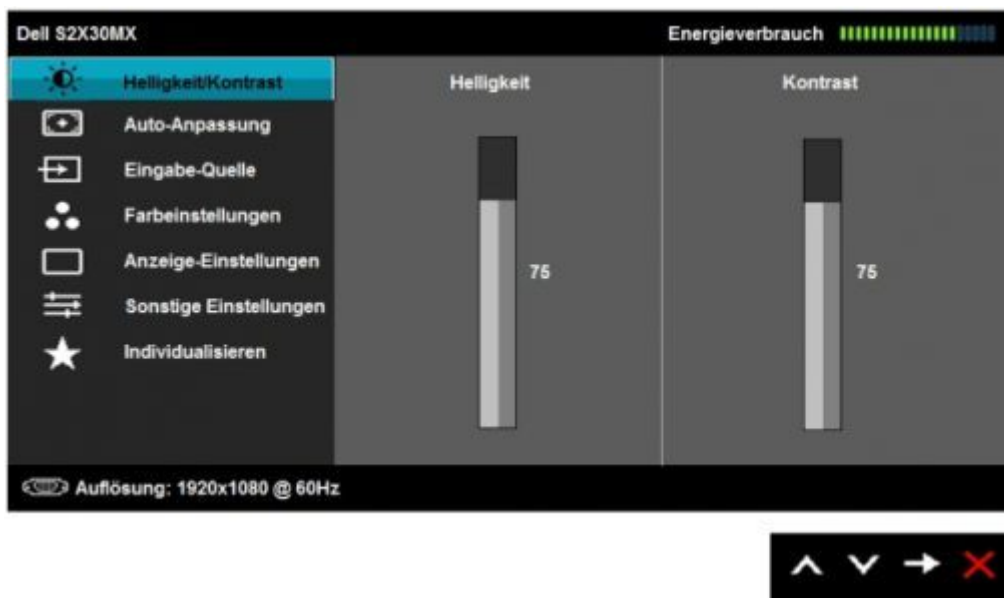 Dell S2X30MX Energieverbrauch
Helligkeit/Kontrast Helligkeit Kontrast
Auto-Anpassung
Eingabe-Quelle
Farbeinstellungen
Anzeige-Einstellungen 75 75
Sonstige Einstellungen
Individualisieren
Auflösung: 1920x1080 @ 60Hz